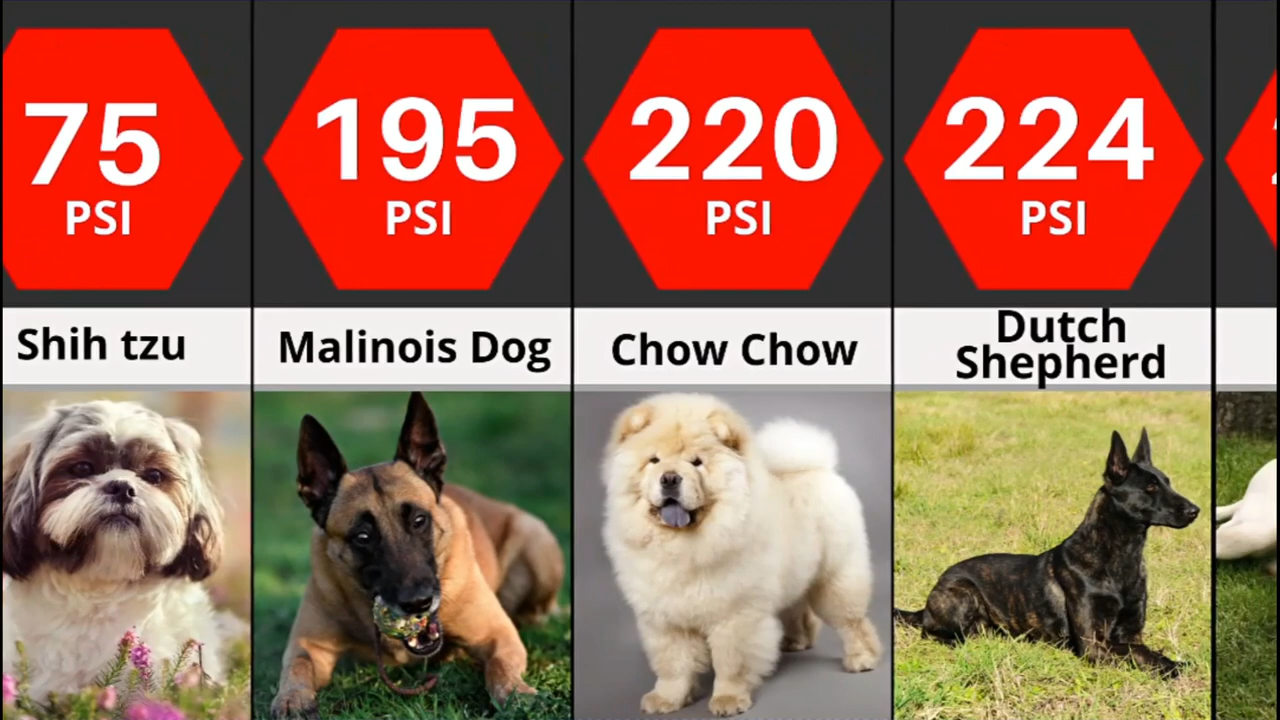 75
PSI
Shih tzu
195
PSI
Malinois Dog
220
PSI
Chow Chow
224
PSI
Dutch
Shepherd